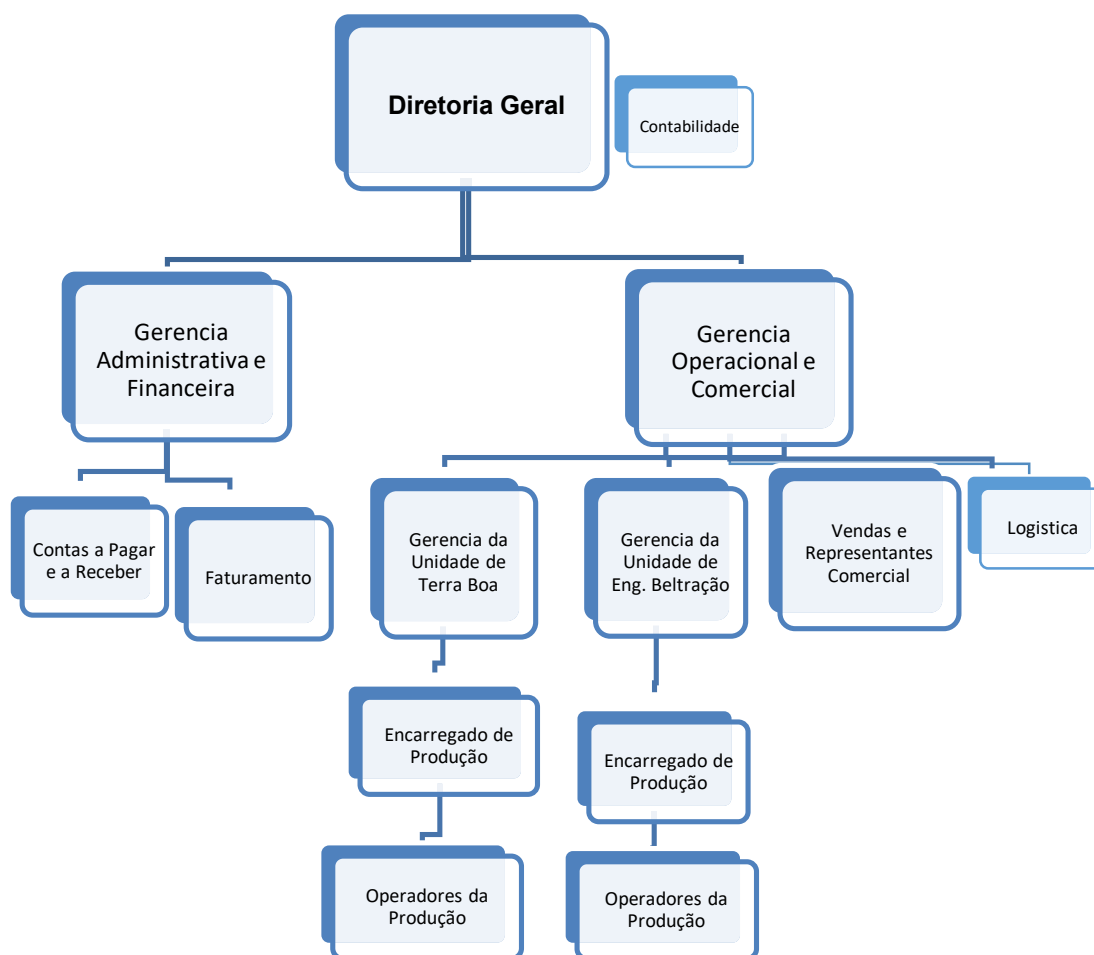 Diretoria Geral
Contabilidade
Gerencia
Administrativa e
Financeira
Gerencia
Operacional e
Comercial
Contas a Pagar
e a Receber
Faturamento
Gerencia da
Unidade de
Terra Boa
Gerencia da
Unidade de
Eng. Beltração
Vendas e
Representantes
Comercial
Logistica
Encarregado de
Produção
Encarregado de
Produção
Operadores da
Produção
Operadores da
Produção